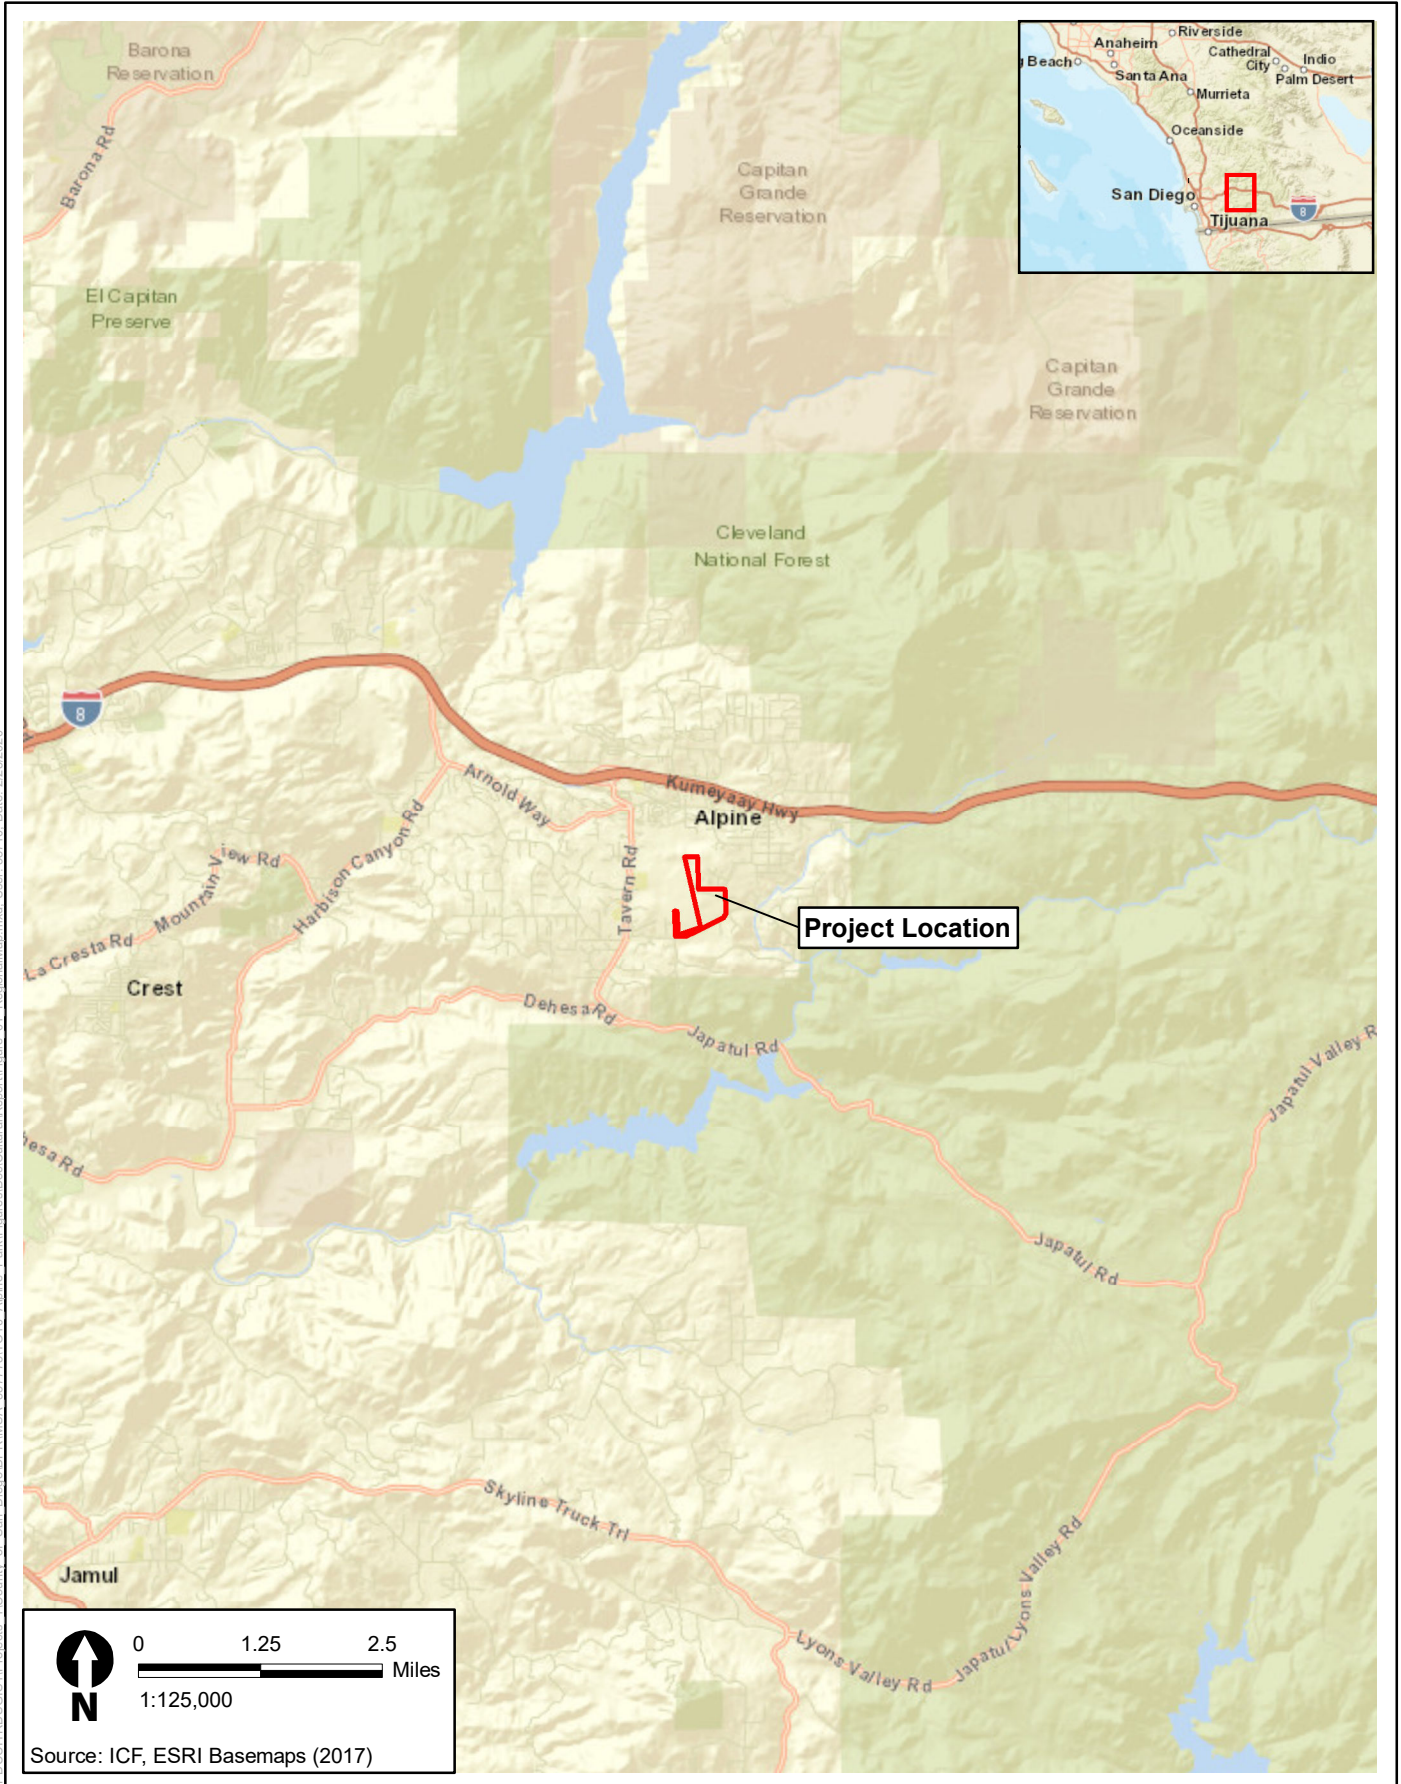 Barona
Reservation
Barona Rd
Capitan
Grande
Reservation
Riverside
Anaheim
Cathedral
City
Indio
Beach
Santa Ana
Palm Desert
Murrieta
Oceanside
San Diego
8
Tijuana
El Capitan
Preserve
Capitan
Grande
Reservation
Cleveland
National Forest
8
Arnold Way
Kumeyaay Hwy
Alpine
Mountain View Rd
Harbison Canyon Rd
Tavern Rd
Project Location
La Cresta Rd
Crest
Dehesa Rd
Japatul Rd
Japatul Valley R
hesa Rd
Japatul Rd
Skyline Truck Trl
Jamul
Japatul/Lyons Valley Rd
Lyons Valley Rd
0 1.25 2.5
Miles
1:125,000
N
Source: ICF, ESRI Basemaps (2017)